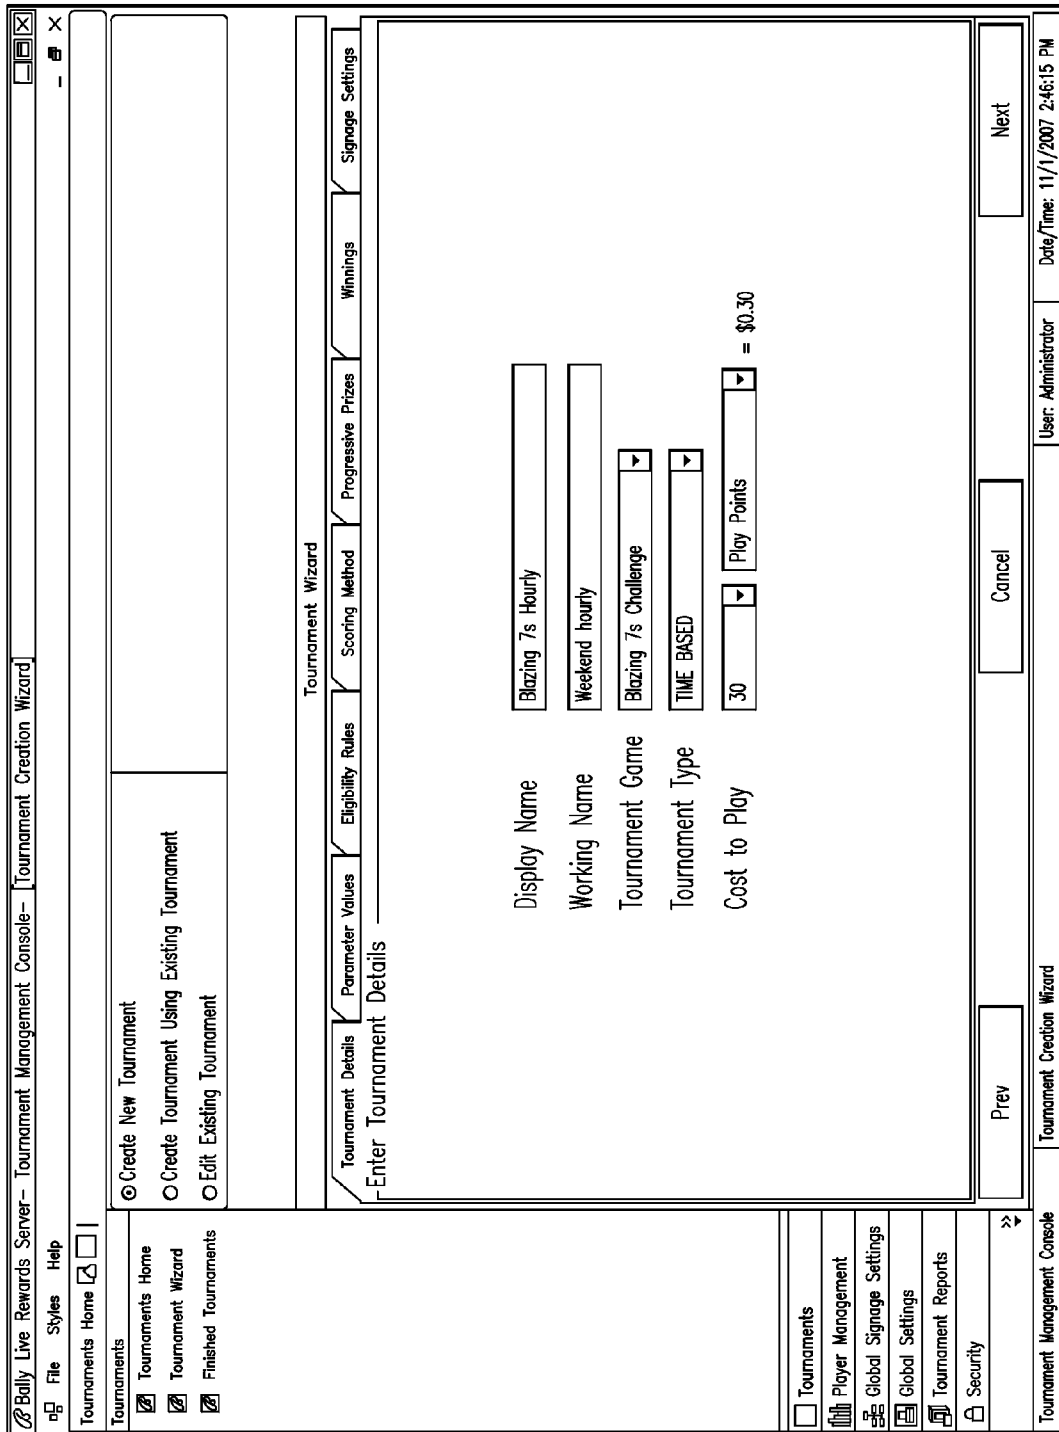 Bally Live Rewards Server- Tournament Management Console- [Tournament Creation Wizard]
File Styles Help
Tournaments Home
Tournaments
Tournaments Home
Tournament Wizard
Finished Tournaments
Create New Tournament
Create Tournament Using Existing Tournament
Edit Existing Tournament
Tournament Wizard
Tournament Details Parameter Values Eligibility Rules Scoring Method Progressive Prizes Winnings Signage Settings
Enter Tournament Details
Display Name Blazing 7s Hourly
Working Name Weekend hourly
Tournament Game Blazing 7s Challenge
Tournament Type TIME BASED
Cost to Play 30 Play Points = $0.30
Tournaments
Player Management
Global Signage Settings
Global Settings
Tournament Reports
Security
»
Prev Cancel Next
Tournament Management Console Tournament Creation Wizard User: Administrator Date/Time: 11/1/2007 2:46:15 PM